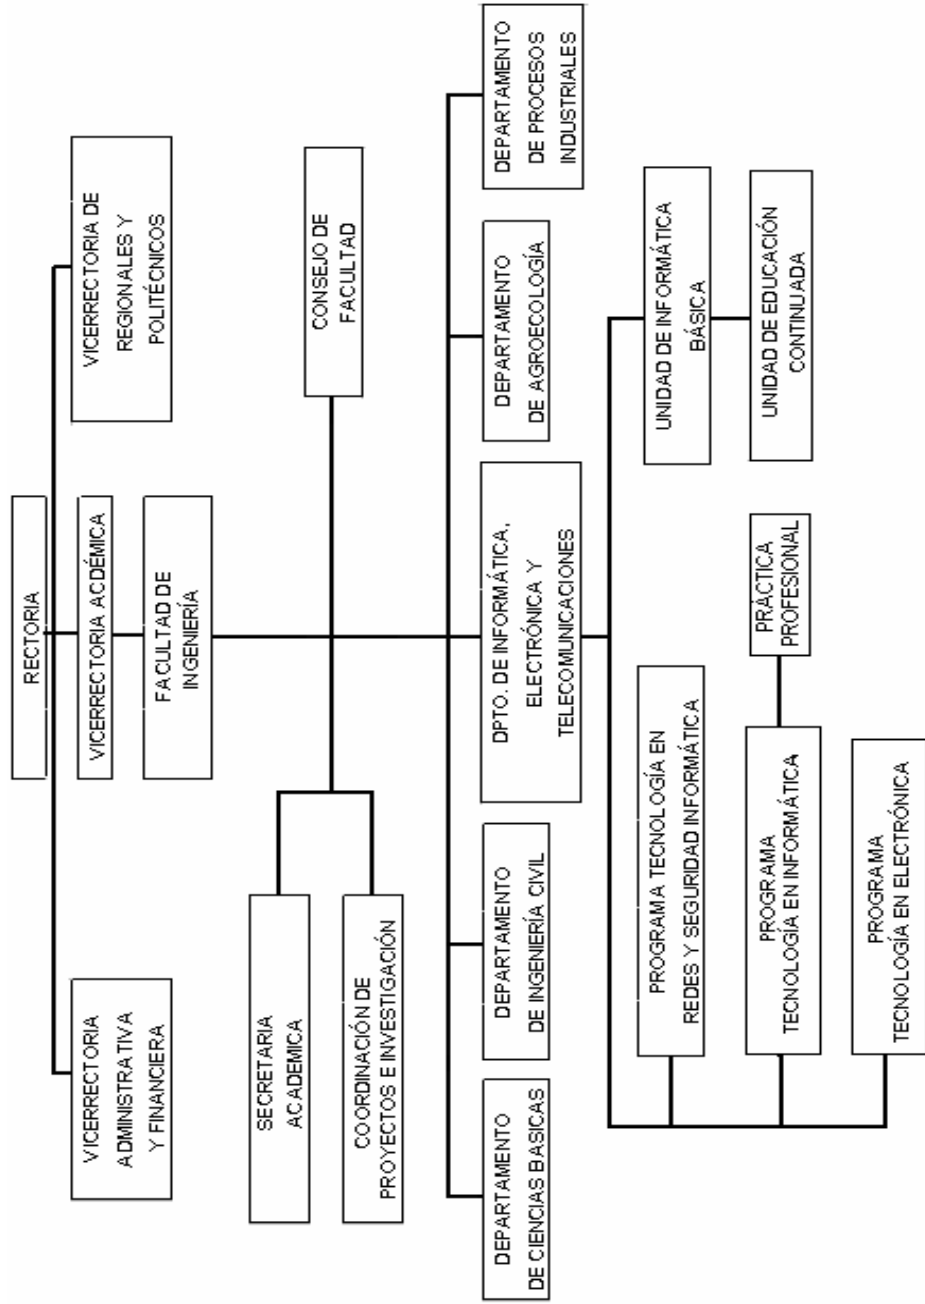 RECTORIA
VICERRECTORIA
ADMINISTRATIVA
Y FINANCIERA
VICERRECTORIA ACDÉMICA
VICERRECTORIA DE
REGIONALES Y
POLITÉCNICOS
FACULTAD DE
INGENIERÍA
SECRETARIA
ACADEMICA
COORDINACIÓN DE
PROYECTOS E INVESTIGACIÓN
CONSEJO DE
FACULTAD
DEPARTAMENTO
DE CIENCIAS BASICAS
DEPARTAMENTO
DE INGENIERÍA CIVIL
DPTO. DE INFORMÁTICA,
ELECTRÓNICA Y
TELECOMUNICACIONES
DEPARTAMENTO
DE AGROECOLOGÍA
DEPARTAMENTO
DE PROCESOS
INDUSTRIALES
PROGRAMA TECNOLOGÍA EN
REDES Y SEGURIDAD INFORMÁTICA
PROGRAMA
TECNOLOGÍA EN INFORMÁTICA
PRÁCTICA
PROFESIONAL
PROGRAMA
TECNOLOGÍA EN ELECTRÓNICA
UNIDAD DE INFORMÁTICA
BÁSICA
UNIDAD DE EDUCACIÓN
CONTINUADA